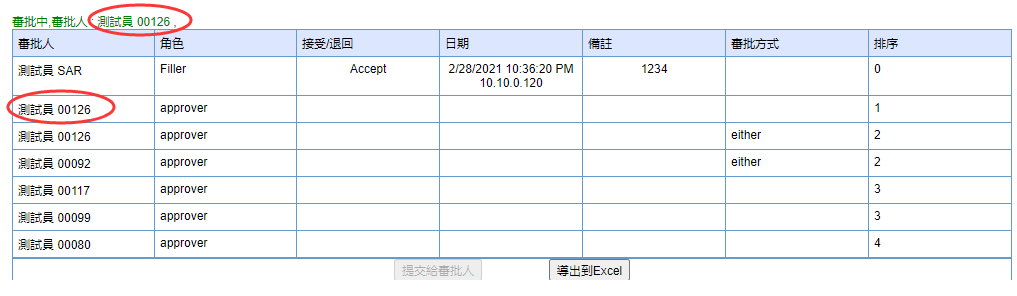 審批中,審批人 : 測試員 00126 ,
審批人 角色 接受/退回 日期 備註 審批方式 排序
測試員 SAR Filler Accept 2/28/2021 10:36:20 PM 1234 0
10.10.0.120
測試員 00126 approver 1
測試員 00126 approver either 2
測試員 00092 approver either 2
測試員 00117 approver 3
測試員 00099 approver 3
測試員 00080 approver 4
提交給審批人 導出到Excel